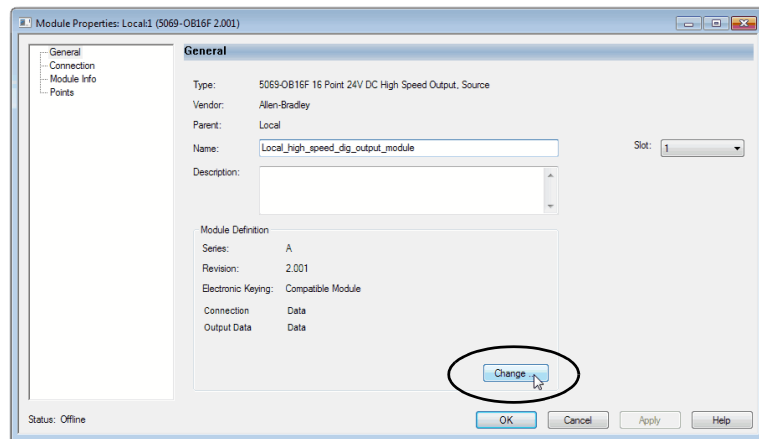 Module Properties: Local:1 (5069-OB16F 2.001)
General
Connection
Module Info
Points
General
Type: 5069-OB16F 16 Point 24V DC High Speed Output, Source
Vendor: Allen-Bradley
Parent: Local
Name: Local_high_speed_dig_output_module
Slot: 1
Description:
Module Definition
Series: A
Revision: 2.001
Electronic Keying: Compatible Module
Connection Data
Output Data Data
Change ...
Status: Offline
OK Cancel Apply Help